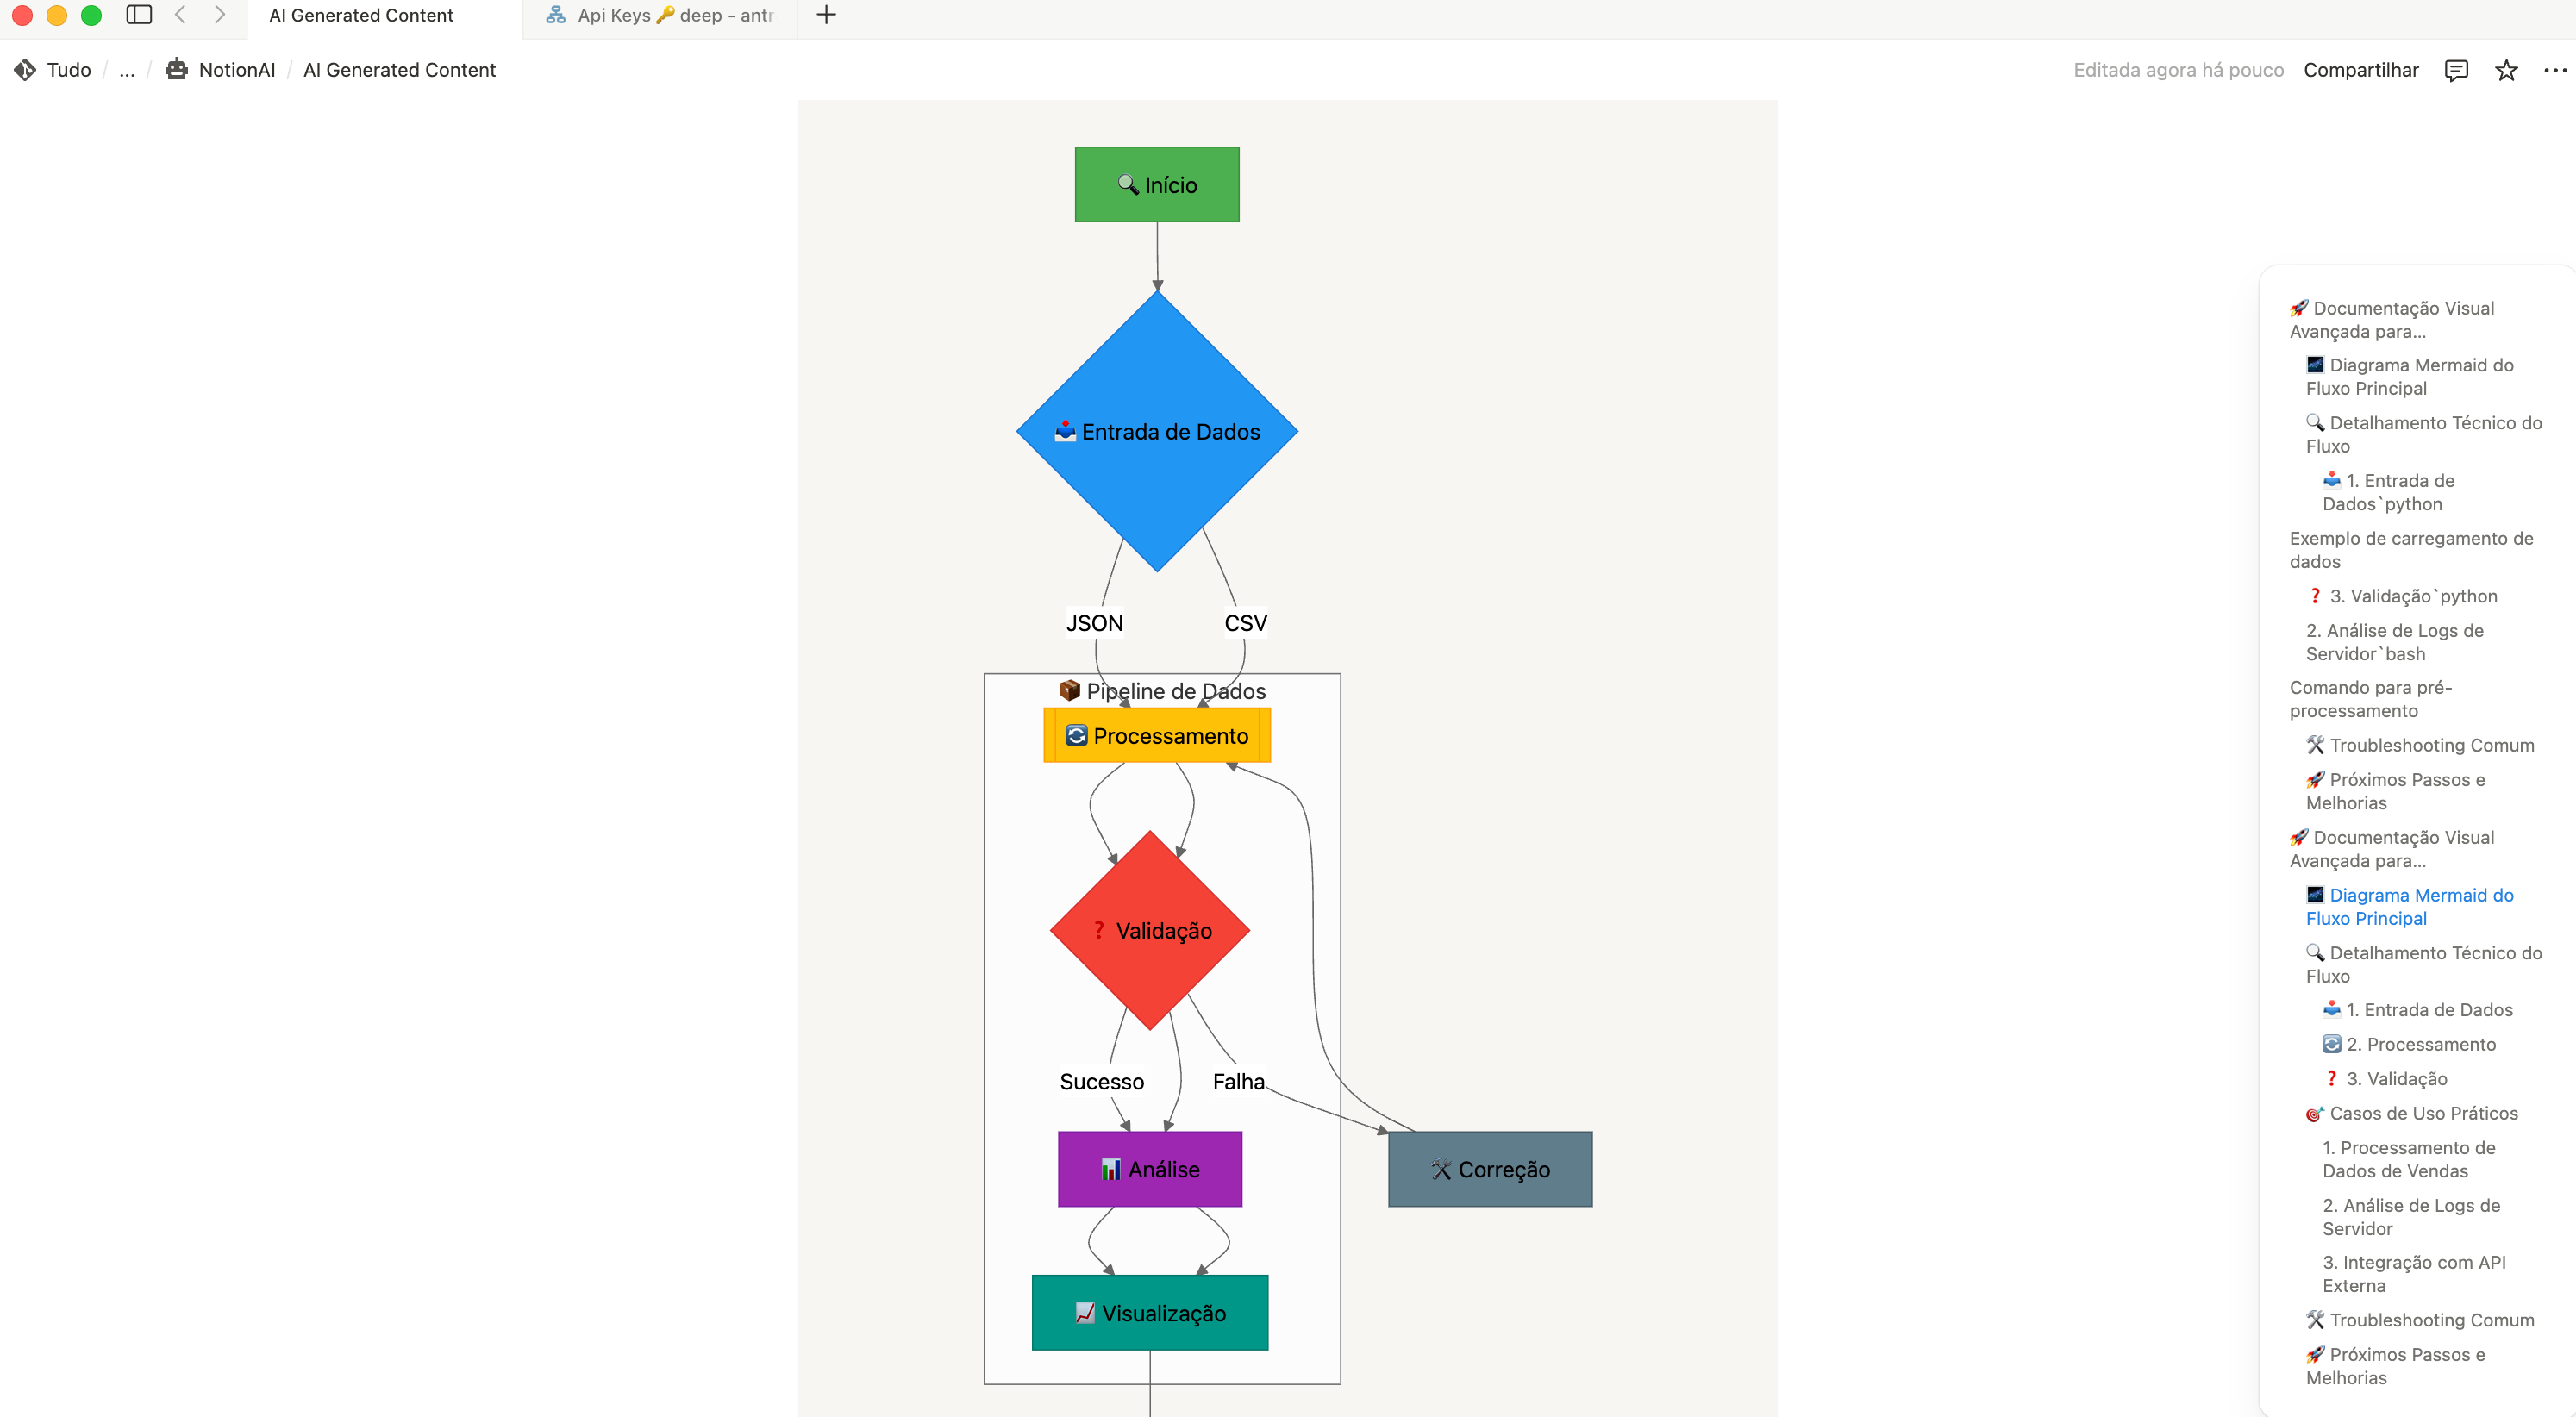 AI Generated Content
Api Keys 🔑 deep - antr
Tudo / ... / NotionAI / AI Generated Content
Editada agora há pouco
Compartilhar
🔍 Início
📥 Entrada de Dados
JSON
CSV
📦 Pipeline de Dados
🔄 Processamento
❓ Validação
Sucesso
Falha
📊 Análise
🛠 Correção
📈 Visualização
🚀 Documentação Visual
Avançada para...
🌌 Diagrama Mermaid do
Fluxo Principal
🔍 Detalhamento Técnico do
Fluxo
📥 1. Entrada de
Dados`python
Exemplo de carregamento de
dados
❓ 3. Validação`python
2. Análise de Logs de
Servidor`bash
Comando para pré-
processamento
🛠 Troubleshooting Comum
🚀 Próximos Passos e
Melhorias
🚀 Documentação Visual
Avançada para...
🌌 Diagrama Mermaid do
Fluxo Principal
🔍 Detalhamento Técnico do
Fluxo
📥 1. Entrada de Dados
🔄 2. Processamento
❓ 3. Validação
🎯 Casos de Uso Práticos
1. Processamento de
Dados de Vendas
2. Análise de Logs de
Servidor
3. Integração com API
Externa
🛠 Troubleshooting Comum
🚀 Próximos Passos e
Melhorias